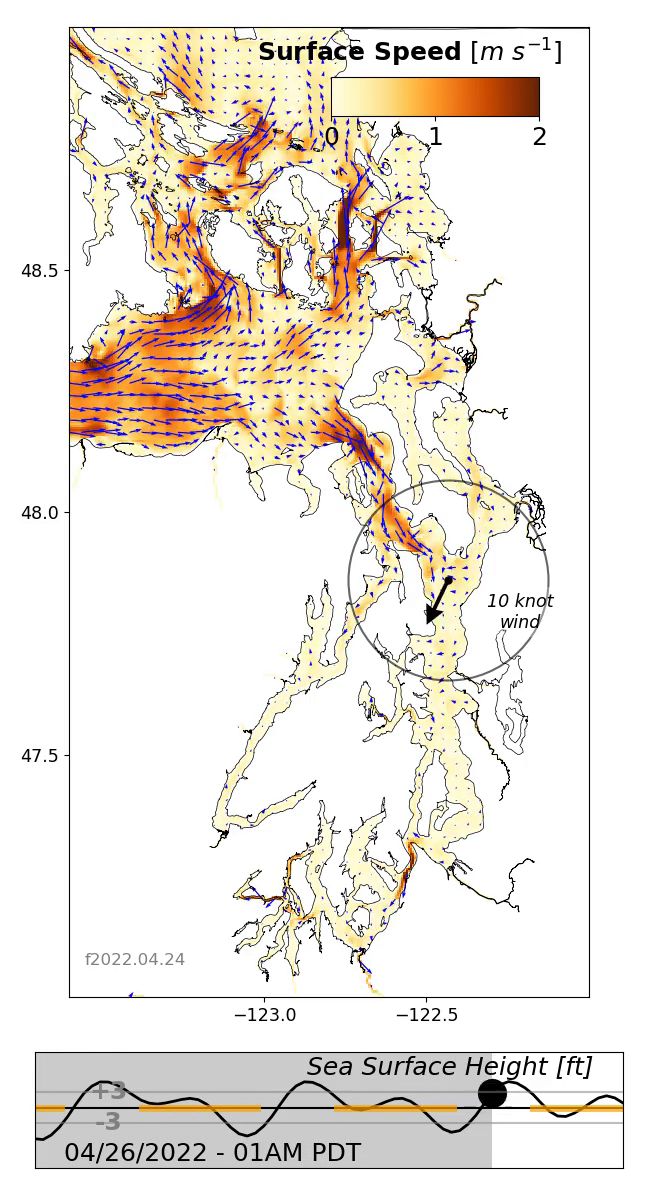 Surface Speed [m s⁻¹]
0 1 2
48.5
48.0
10 knot
wind
47.5
f2022.04.24
−123.0 −122.5
Sea Surface Height [ft]
+3
-3
04/26/2022 - 01AM PDT